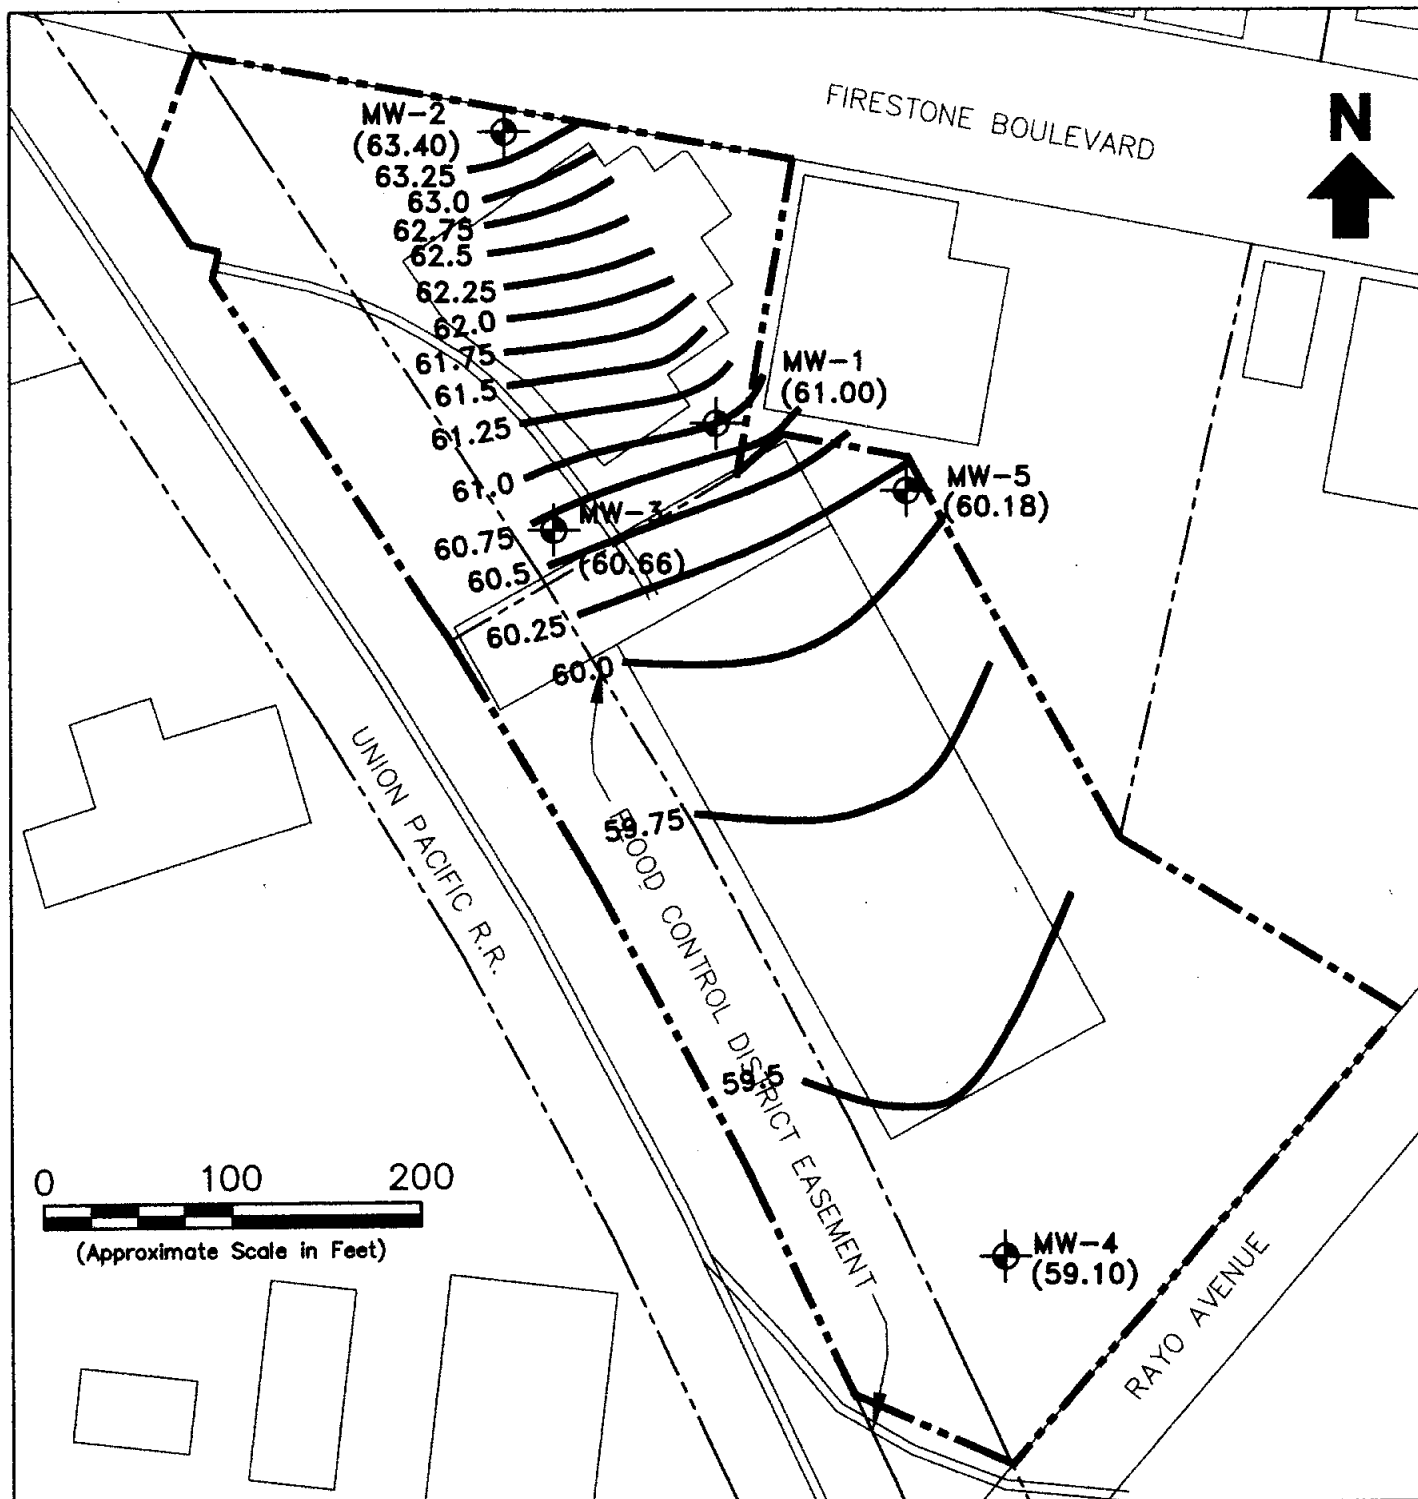 FIRESTONE BOULEVARD
N
MW-2
(63.40)
63.25
63.0
62.75
62.5
62.25
62.0
61.75
61.5
61.25
61.0
60.75
60.5
60.25
60.0
59.75
59.5
MW-1
(61.00)
MW-5
(60.18)
MW-3
(60.66)
UNION PACIFIC R.R.
FLOOD CONTROL DISTRICT EASEMENT
0 100 200
(Approximate Scale in Feet)
MW-4
(59.10)
RAYO AVENUE